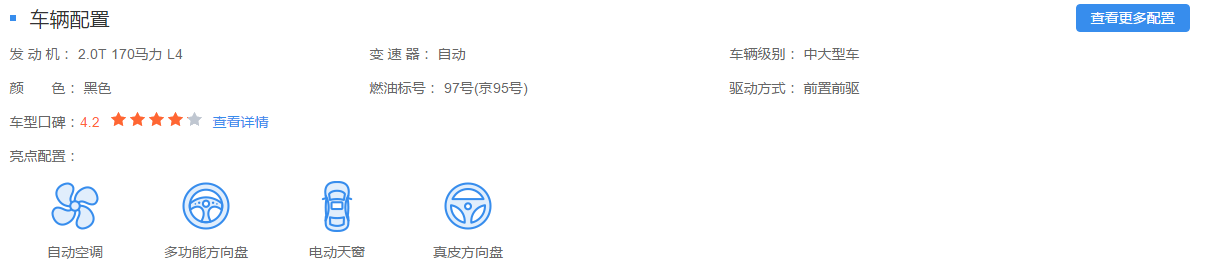 车辆配置 查看更多配置
发 动 机： 2.0T 170马力 L4 变 速 器： 自动 车辆级别： 中大型车
颜 色： 黑色 燃油标号： 97号(京95号) 驱动方式： 前置前驱
车型口碑：4.2 查看详情
亮点配置：
自动空调 多功能方向盘 电动天窗 真皮方向盘